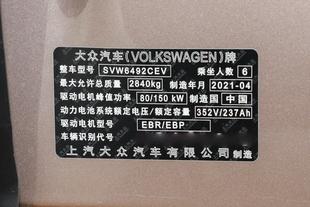 大众汽车(VOLKSWAGEN)牌
整车型号 SVW6492CEV 乘坐人数 6
最大允许总质量 2840kg 制造年月 2021-04
驱动电机峰值功率 80/150 kW 制造国 中国
动力电池系统额定电压/额定容量 352V/237Ah
驱动电机型号 EBR/EBP
车辆识别代号
上汽大众汽车有限公司 制造